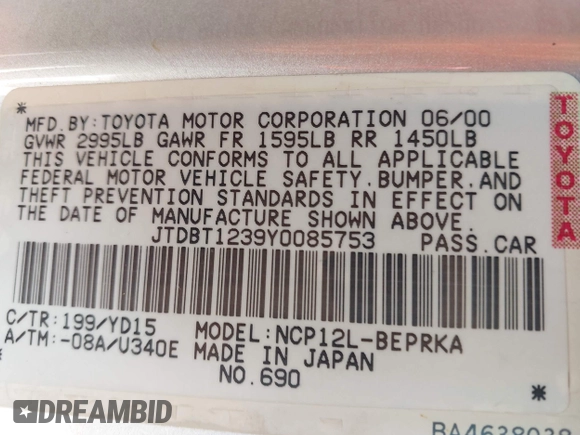 MFD.BY:TOYOTA MOTOR CORPORATION 06/00
GVWR 2995LB GAWR FR 1595LB RR 1450LB
THIS VEHICLE CONFORMS TO ALL APPLICABLE
FEDERAL MOTOR VEHICLE SAFETY,BUMPER,AND
THEFT PREVENTION STANDARDS IN EFFECT ON
THE DATE OF MANUFACTURE SHOWN ABOVE.
JTDBT1239Y0085753 PASS.CAR
TOYOTA
C/TR:199/YD15 MODEL:NCP12L-BEPRKA
A/TM:-08A/U340E MADE IN JAPAN
NO.690
DREAMBID